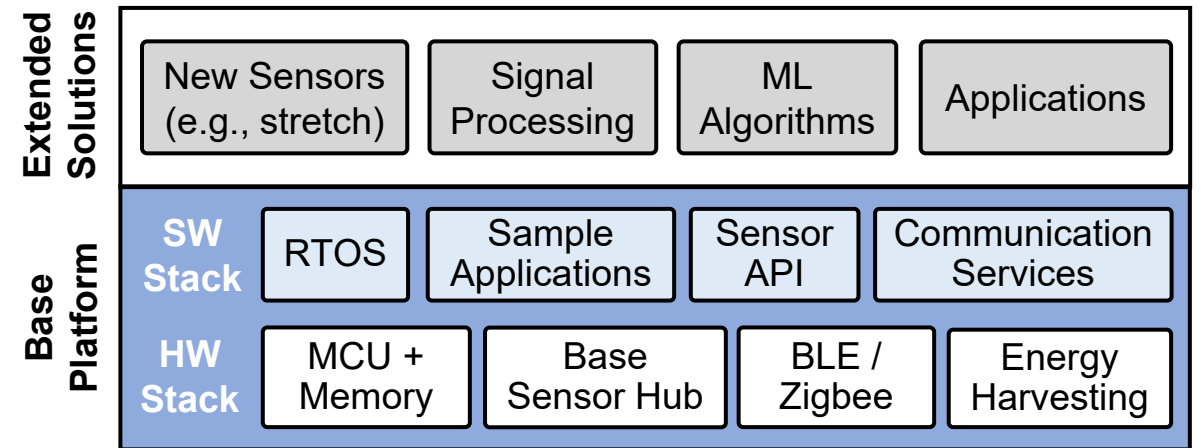 Extended
Solutions
New Sensors
(e.g., stretch)
Signal
Processing
ML
Algorithms
Applications
Base
Platform
SW
Stack
RTOS
Sample
Applications
Sensor
API
Communication
Services
HW
Stack
MCU +
Memory
Base
Sensor Hub
BLE /
Zigbee
Energy
Harvesting